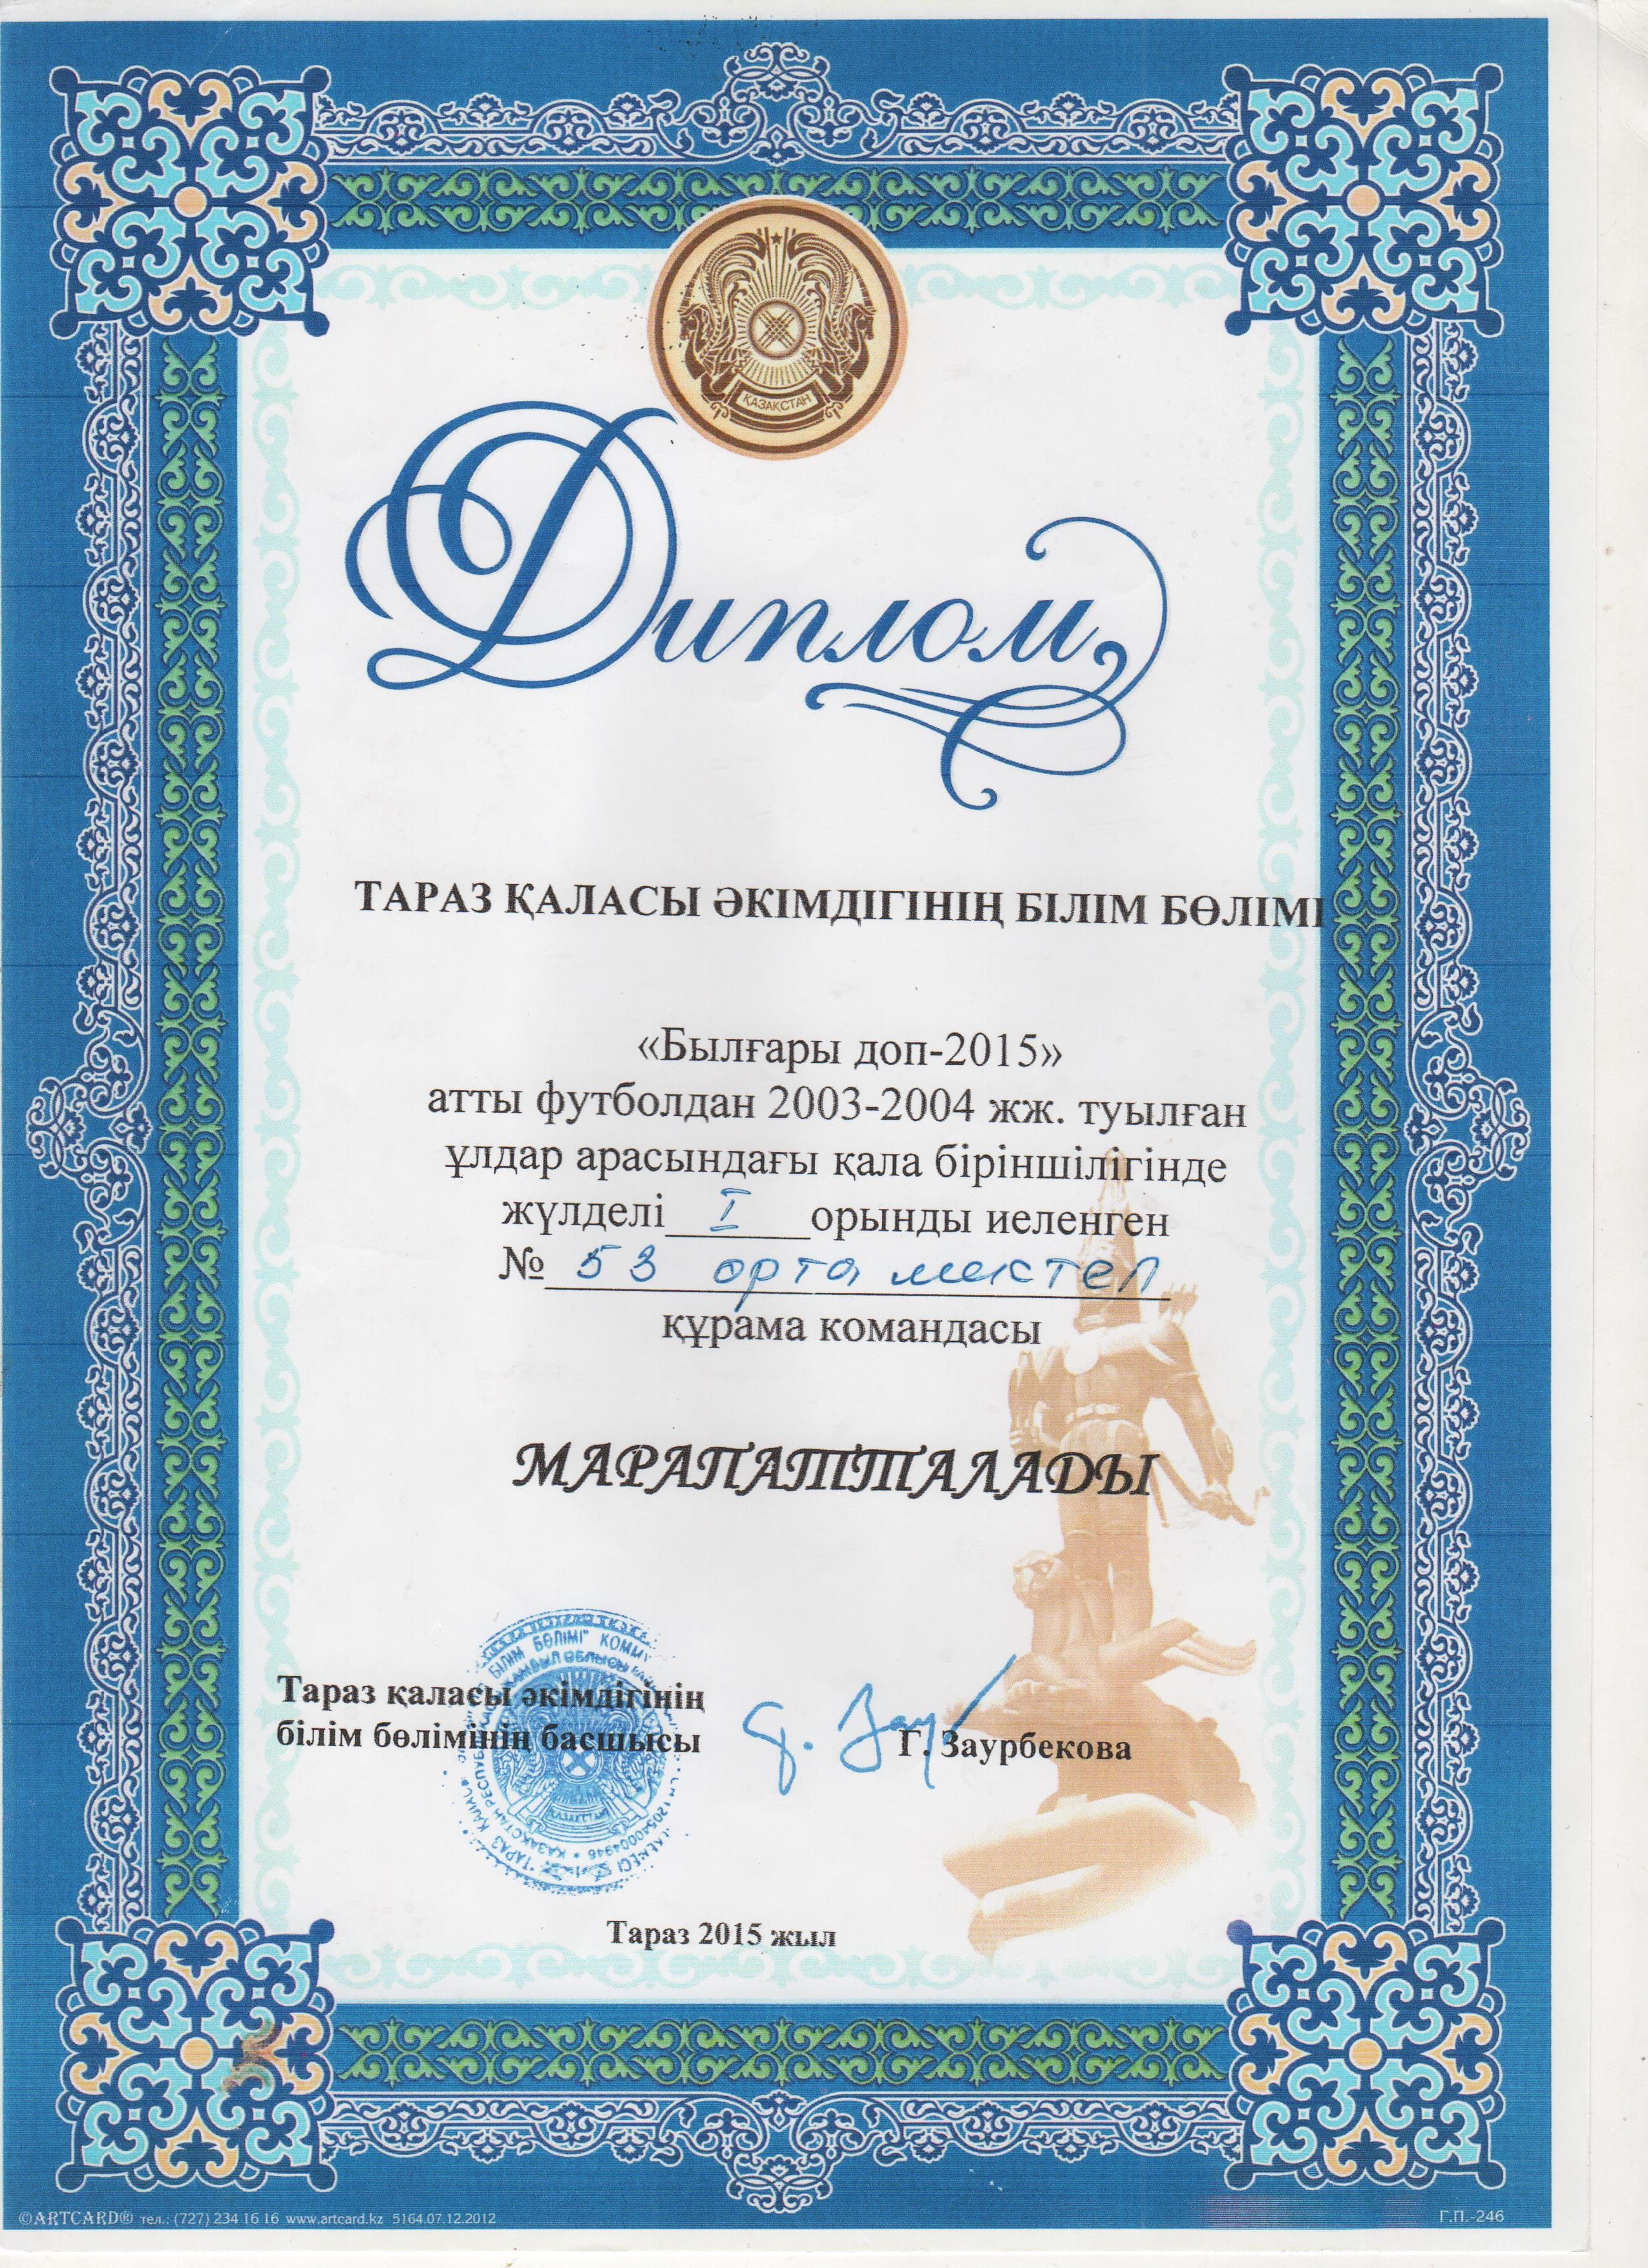 ҚАЗАҚСТАН
Диплом
ТАРАЗ ҚАЛАСЫ ӘКІМДІГІНІҢ БІЛІМ БӨЛІМІ
«Былғары доп-2015»
атты футболдан 2003-2004 жж. туылған
ұлдар арасындағы қала біріншілігінде
жүлделі I орынды иеленген
№ 53 орта мектеп
құрама командасы
МАРАПАТТАЛАДЫ
Тараз қаласы әкімдігінің
білім бөлімінің басшысы
Г. Заурбекова
Тараз 2015 жыл
©ARTCARD® тел.: (727) 234 16 16 www.artcard.kz 5164.07.12.2012
Г.П.-246